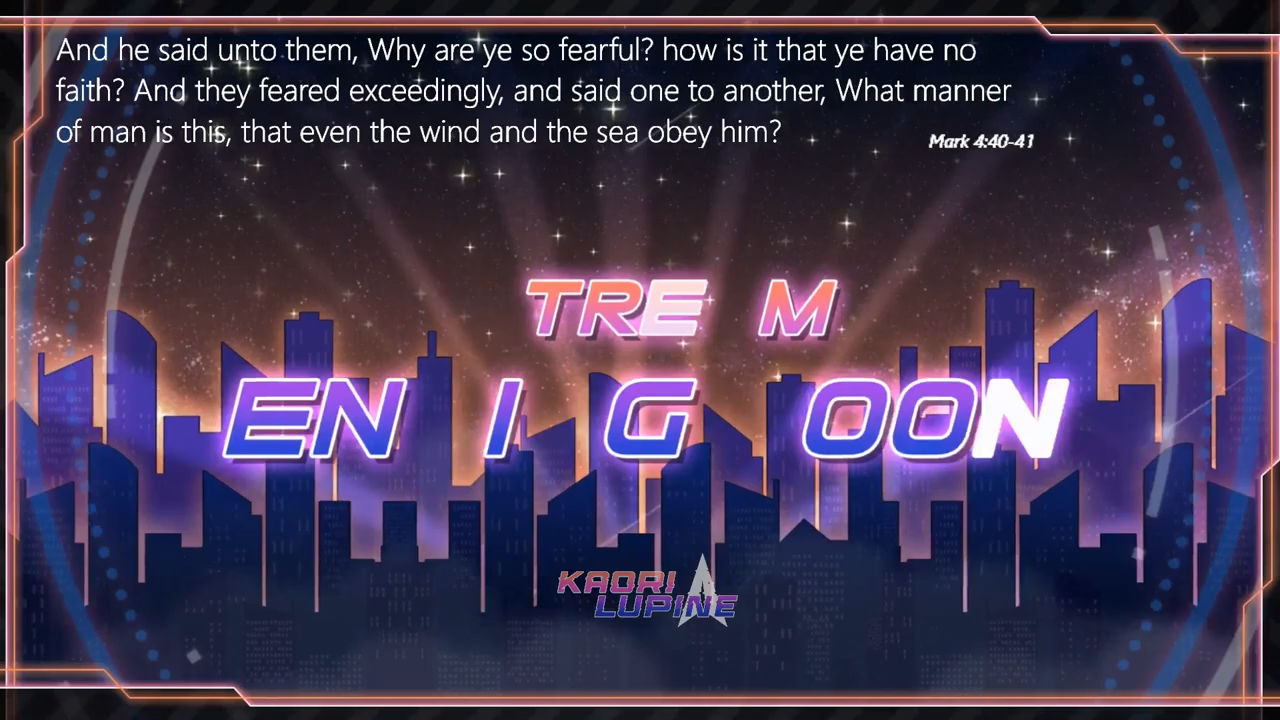 And he said unto them, Why are ye so fearful? how is it that ye have no
faith? And they feared exceedingly, and said one to another, What manner
of man is this, that even the wind and the sea obey him?
Mark 4:40-41
TRE M
EN I G OON
KAORI
LUPINE